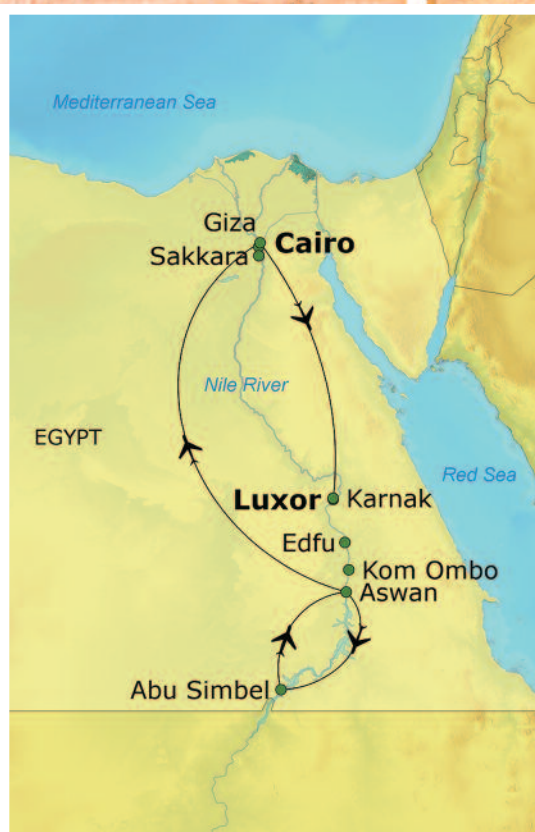 Mediterranean Sea
Giza
Cairo
Sakkara
Nile River
EGYPT
Red Sea
Luxor
Karnak
Edfu
Kom Ombo
Aswan
Abu Simbel